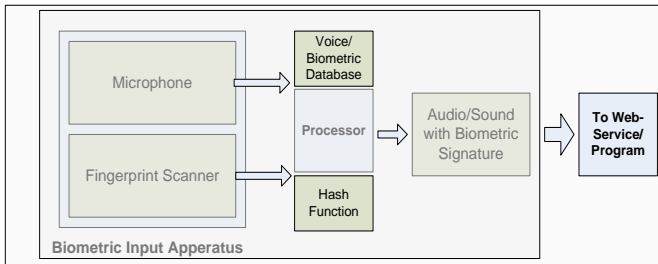 Microphone
Fingerprint Scanner
Biometric Input Apparatus
Voice/
Biometric
Database
Processor
Hash
Function
Audio/Sound
with Biometric
Signature
To Web-
Service/
Program